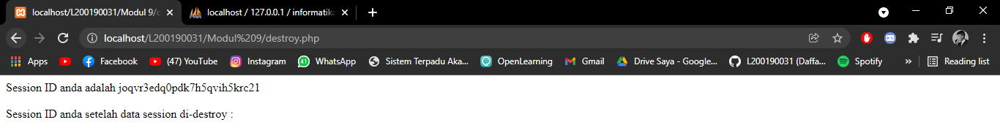 localhost/L200190031/Modul 9/
localhost / 127.0.0.1 / informatika
localhost/L200190031/Modul%209/destroy.php
Apps Facebook (47) YouTube Instagram 41 WhatsApp Sistem Terpadu Aka... OpenLearning Gmail Drive Saya - Google... L200190031 (Daffa... Spotify » Reading list
Session ID anda adalah joqvr3edq0pdk7h5qvih5krc21
Session ID anda setelah data session di-destroy :